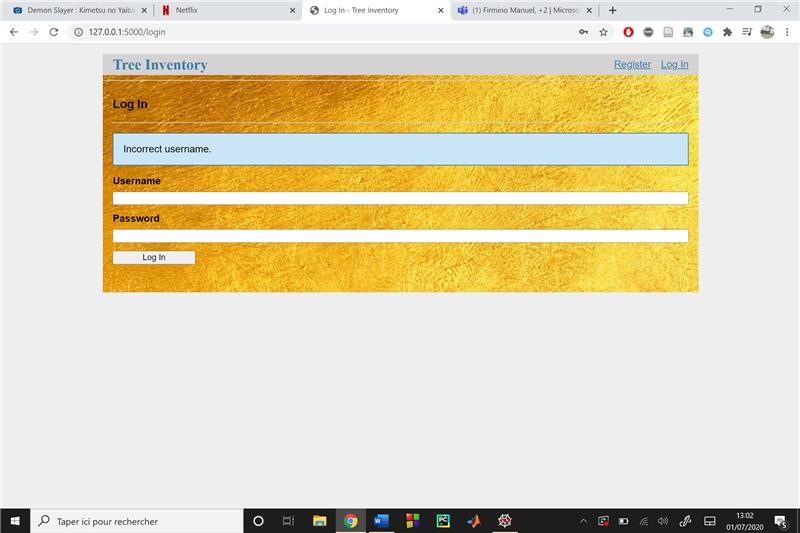 Demon Slayer : Kimetsu no Yaiba
Netflix
Log In - Tree Inventory
(1) Firmino Manuel, +2 | Microso
127.0.0.1:5000/login
Tree Inventory
Register
Log In
Log In
Incorrect username.
Username
Password
Log In
Taper ici pour rechercher
13:02
01/07/2020
5